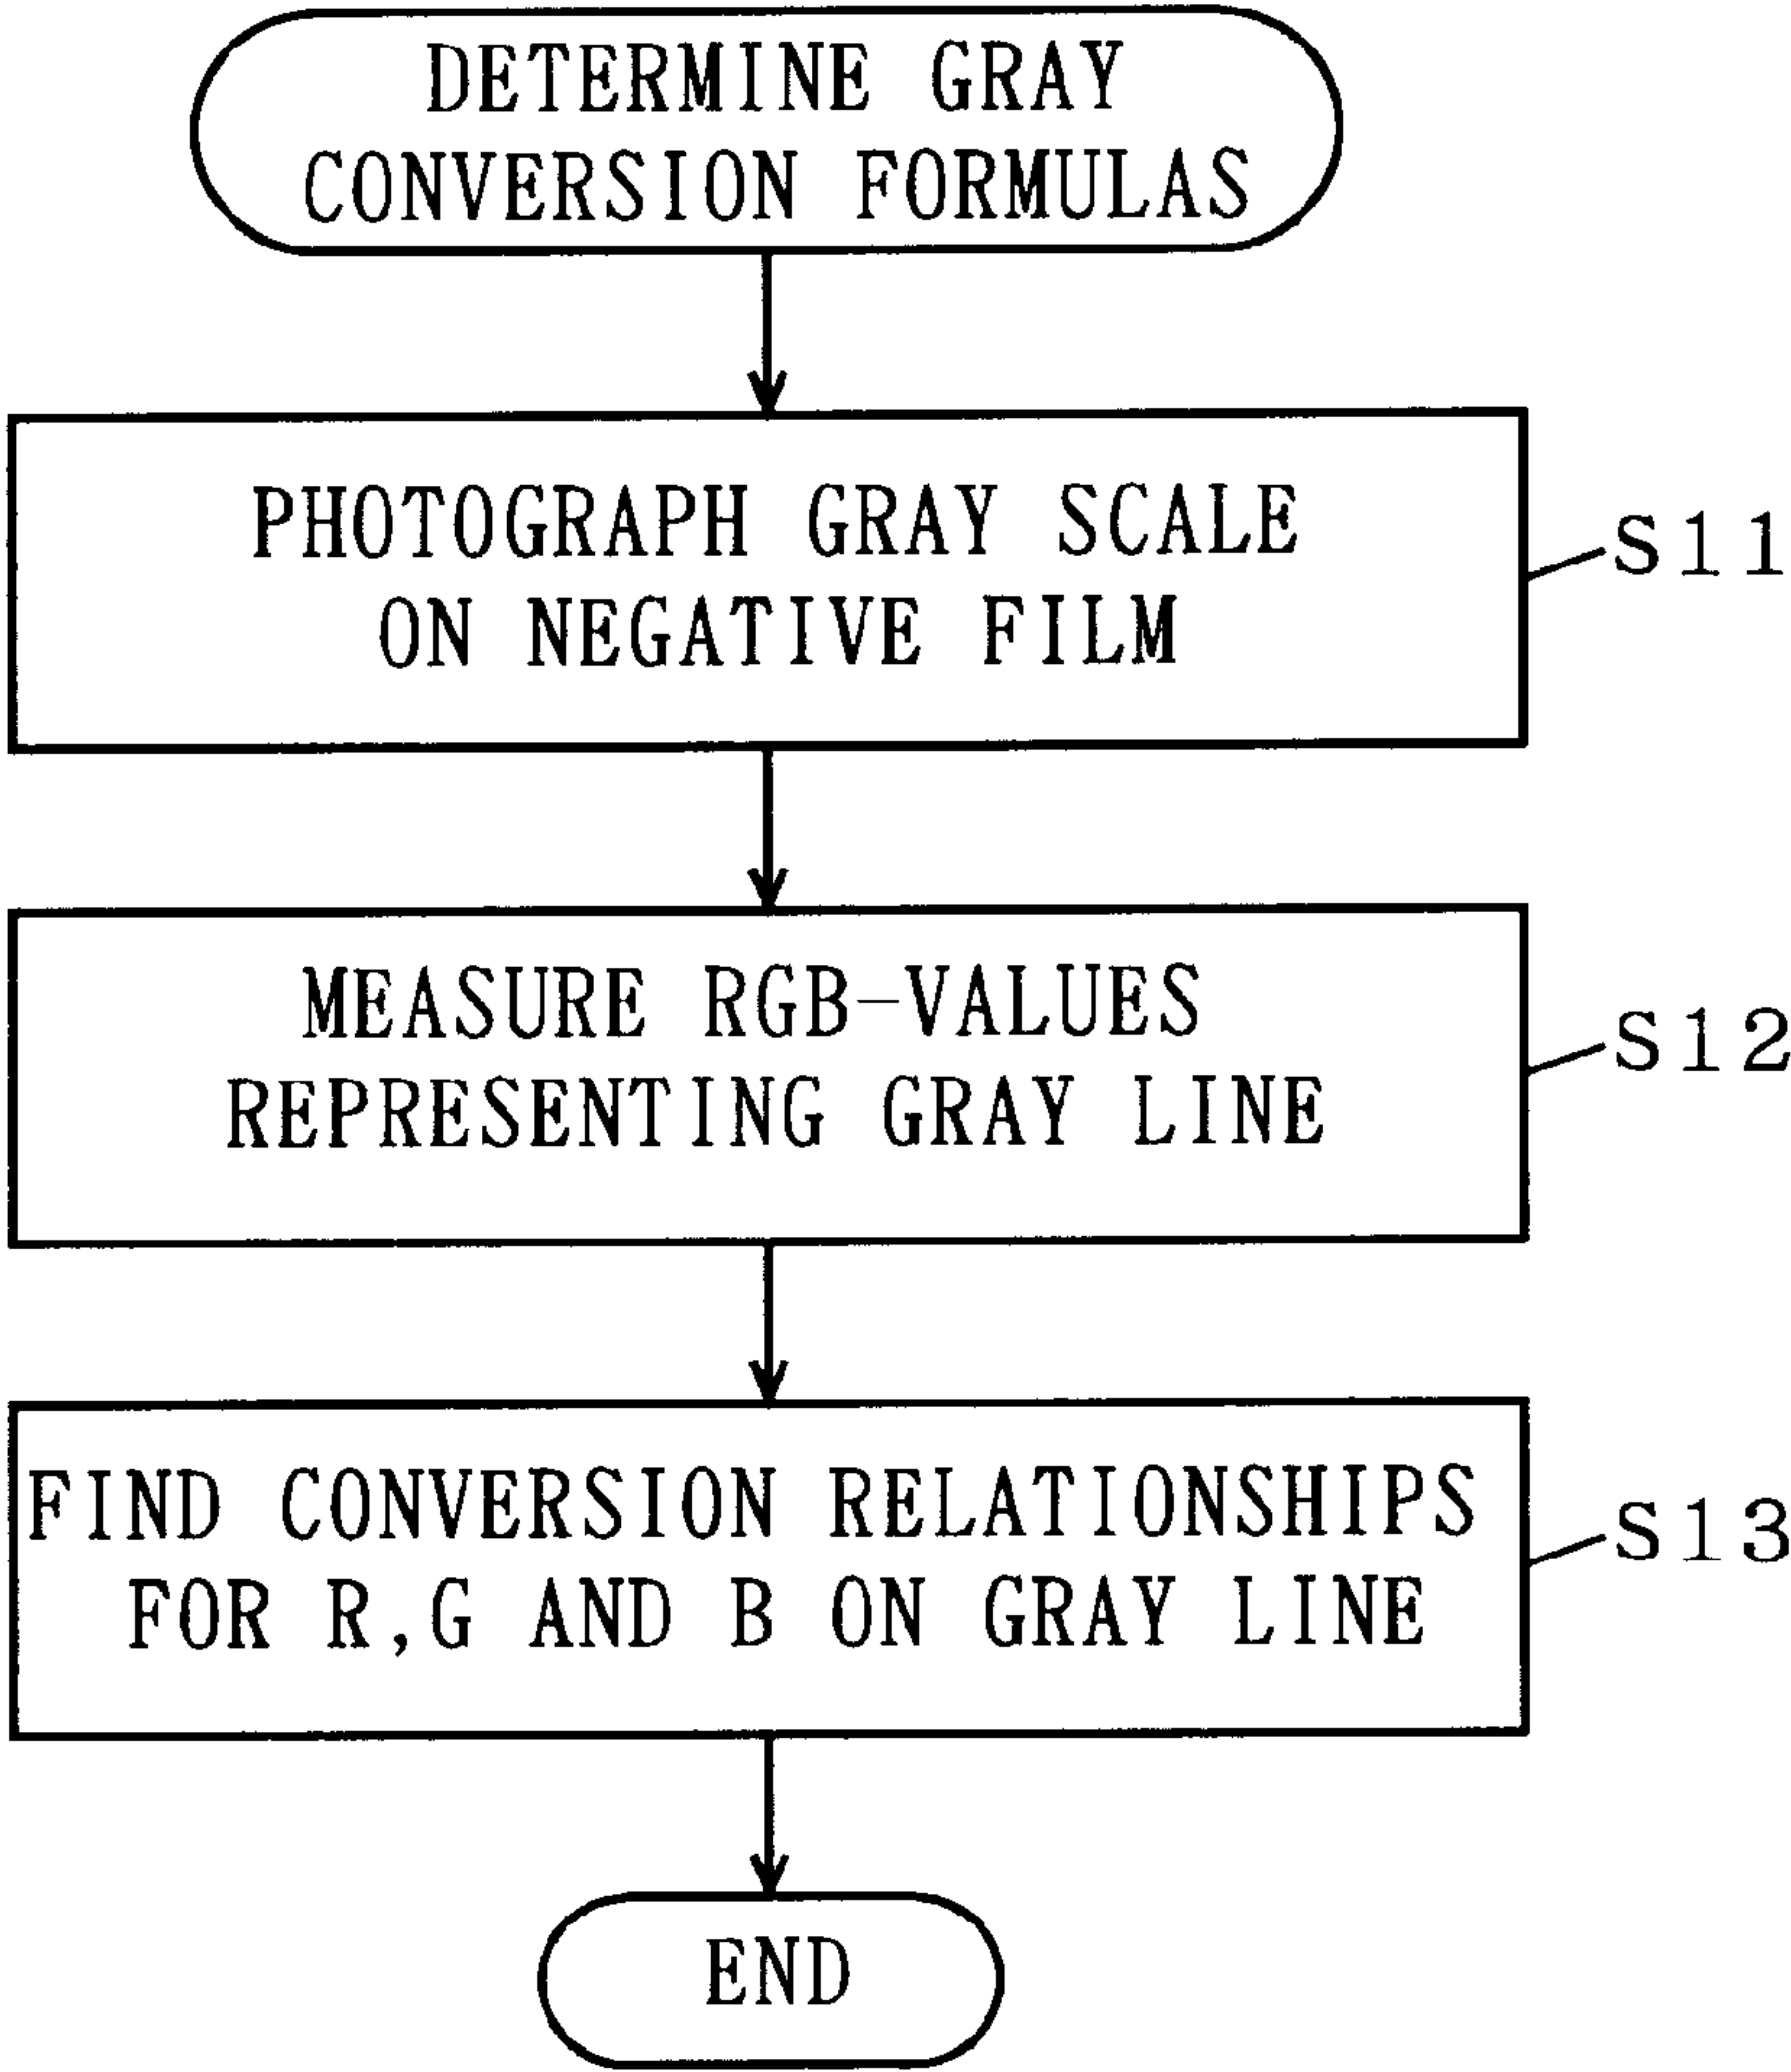 DETERMINE GRAY
CONVERSION FORMULAS
PHOTOGRAPH GRAY SCALE
ON NEGATIVE FILM
S11
MEASURE RGB-VALUES
REPRESENTING GRAY LINE
S12
FIND CONVERSION RELATIONSHIPS
FOR R,G AND B ON GRAY LINE
S13
END